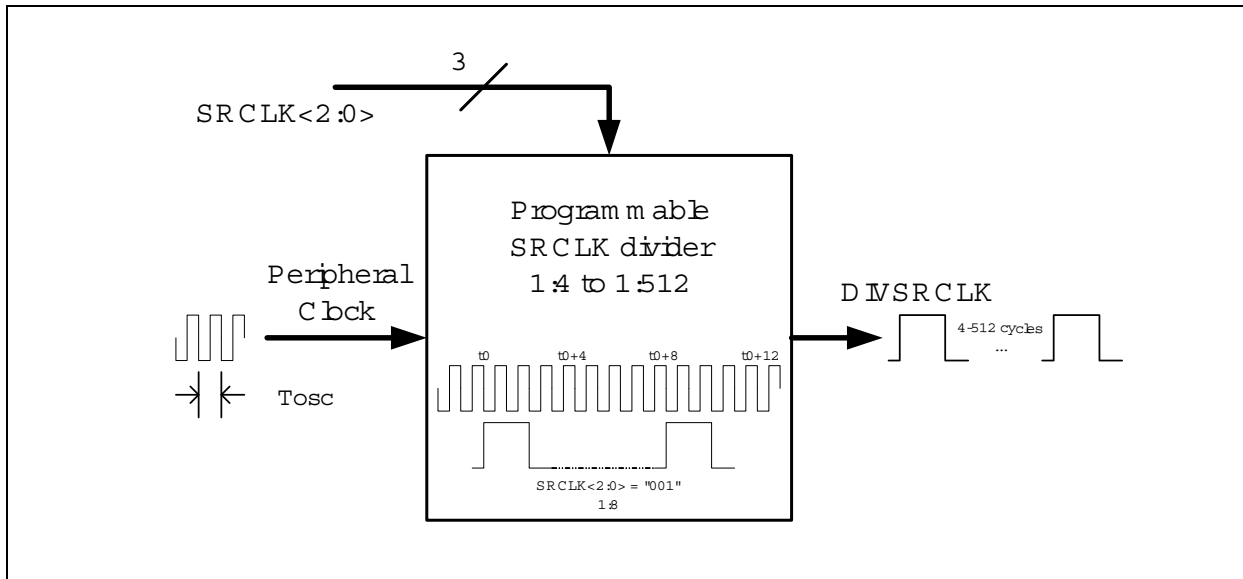 3
SRCLK<2:0>
Programmable
SRCLK divider
1:4 to 1:512
Peripheral
Clock
DIVSRCLK
4-512 cycles
...
t0 t0+4 t0+8 t0+12
Tosc
SRCLK<2:0> = "001"
1:8